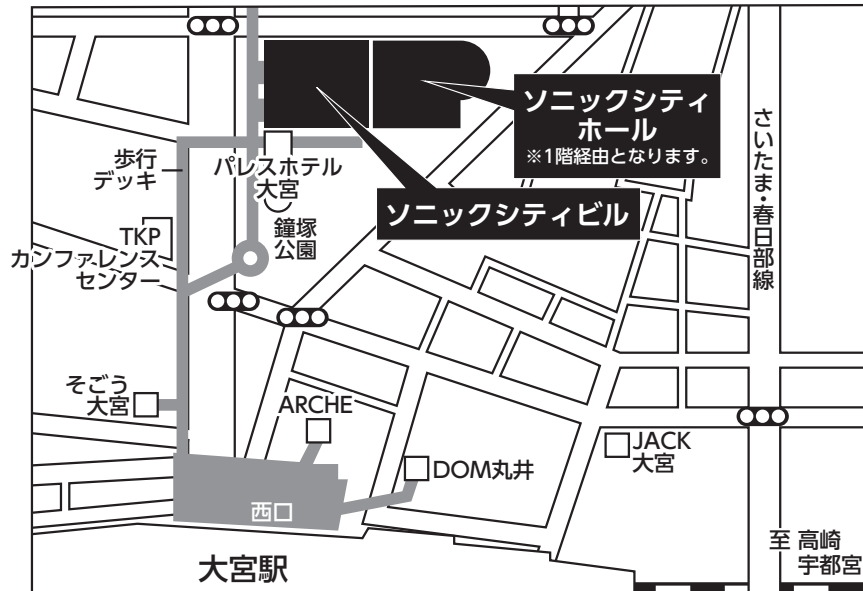 ソニックシティ
ホール
※1階経由となります。
ソニックシティビル
さいたま・春日部線
歩行
デッキ
パレスホテル
大宮
鐘塚
公園
TKP
カンファレンス
センター
そごう
大宮
ARCHE
DOM丸井
JACK
大宮
西口
大宮駅
至 高崎
宇都宮